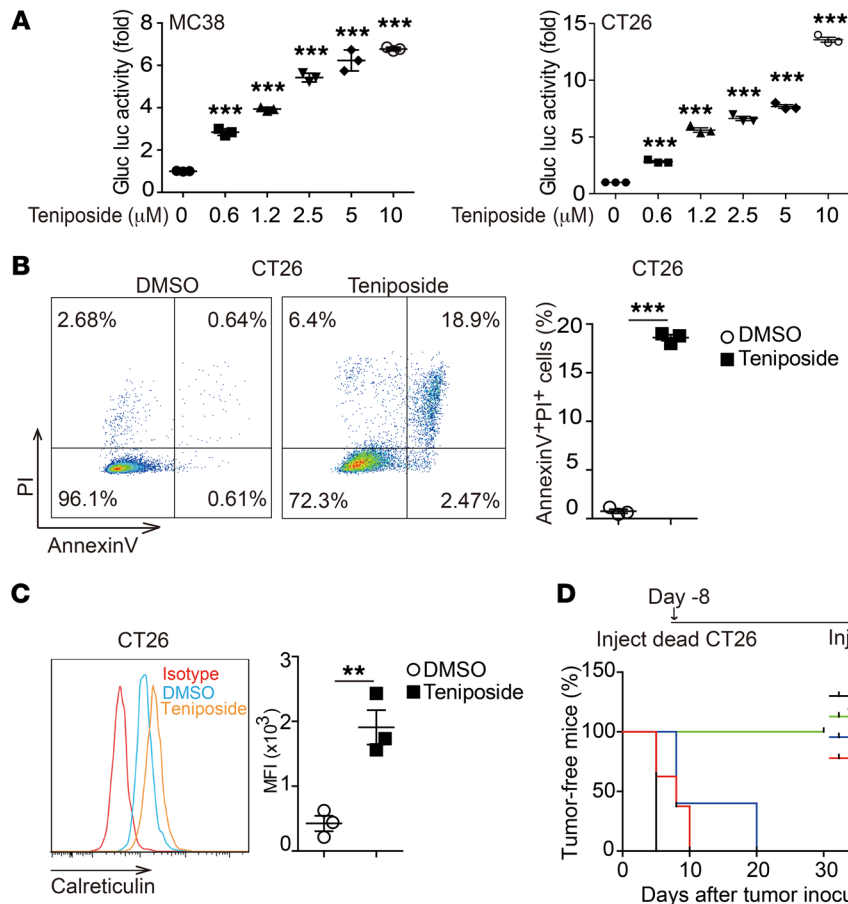 A
MC38
Gluc luc activity (fold)
8
6
4
2
0
*** *** *** *** ***
Teniposide (μM) 0 0.6 1.2 2.5 5 10
CT26
Gluc luc activity (fold)
15
10
5
0
*** *** *** *** ***
Teniposide (μM) 0 0.6 1.2 2.5 5 10
B
CT26
DMSO
Teniposide
2.68% 0.64%
96.1% 0.61%
6.4% 18.9%
72.3% 2.47%
PI
AnnexinV
CT26
AnnexinV+PI+ cells (%)
20
15
10
5
0
***
DMSO
Teniposide
C
CT26
Isotype
DMSO
Teniposide
Calreticulin
MFI (x10³)
3
2
1
0
**
DMSO
Teniposide
D
Day -8
Inject dead CT26
Inj
Tumor-free mice (%)
150
100
50
0
0 10 20 30
Days after tumor inocu